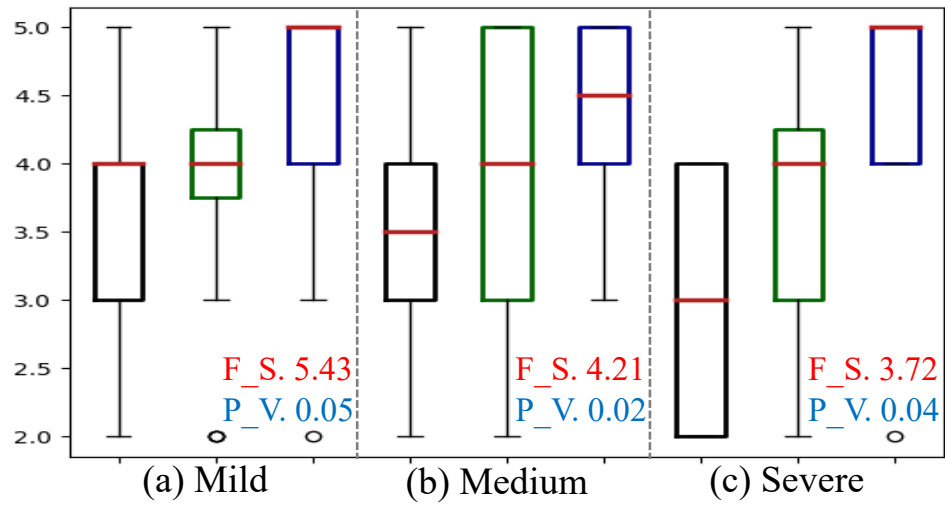 5.0
4.5
4.0
3.5
3.0
2.5
2.0
F_S. 5.43
P_V. 0.05
F_S. 4.21
P_V. 0.02
F_S. 3.72
P_V. 0.04
(a) Mild
(b) Medium
(c) Severe